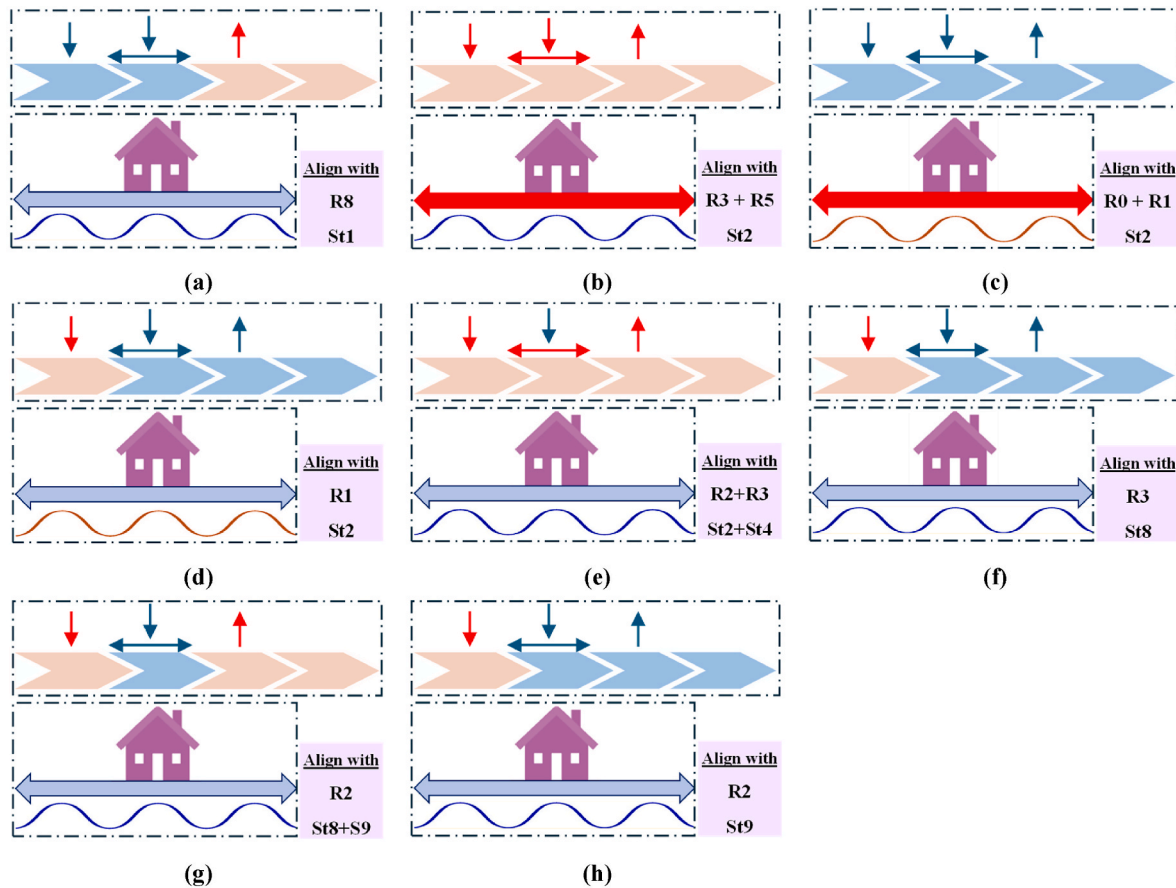 Align with
R8
St1
(a)
Align with
R3 + R5
St2
(b)
Align with
R0 + R1
St2
(c)
Align with
R1
St2
(d)
Align with
R2+R3
St2+St4
(e)
Align with
R3
St8
(f)
Align with
R2
St8+S9
(g)
Align with
R2
St9
(h)